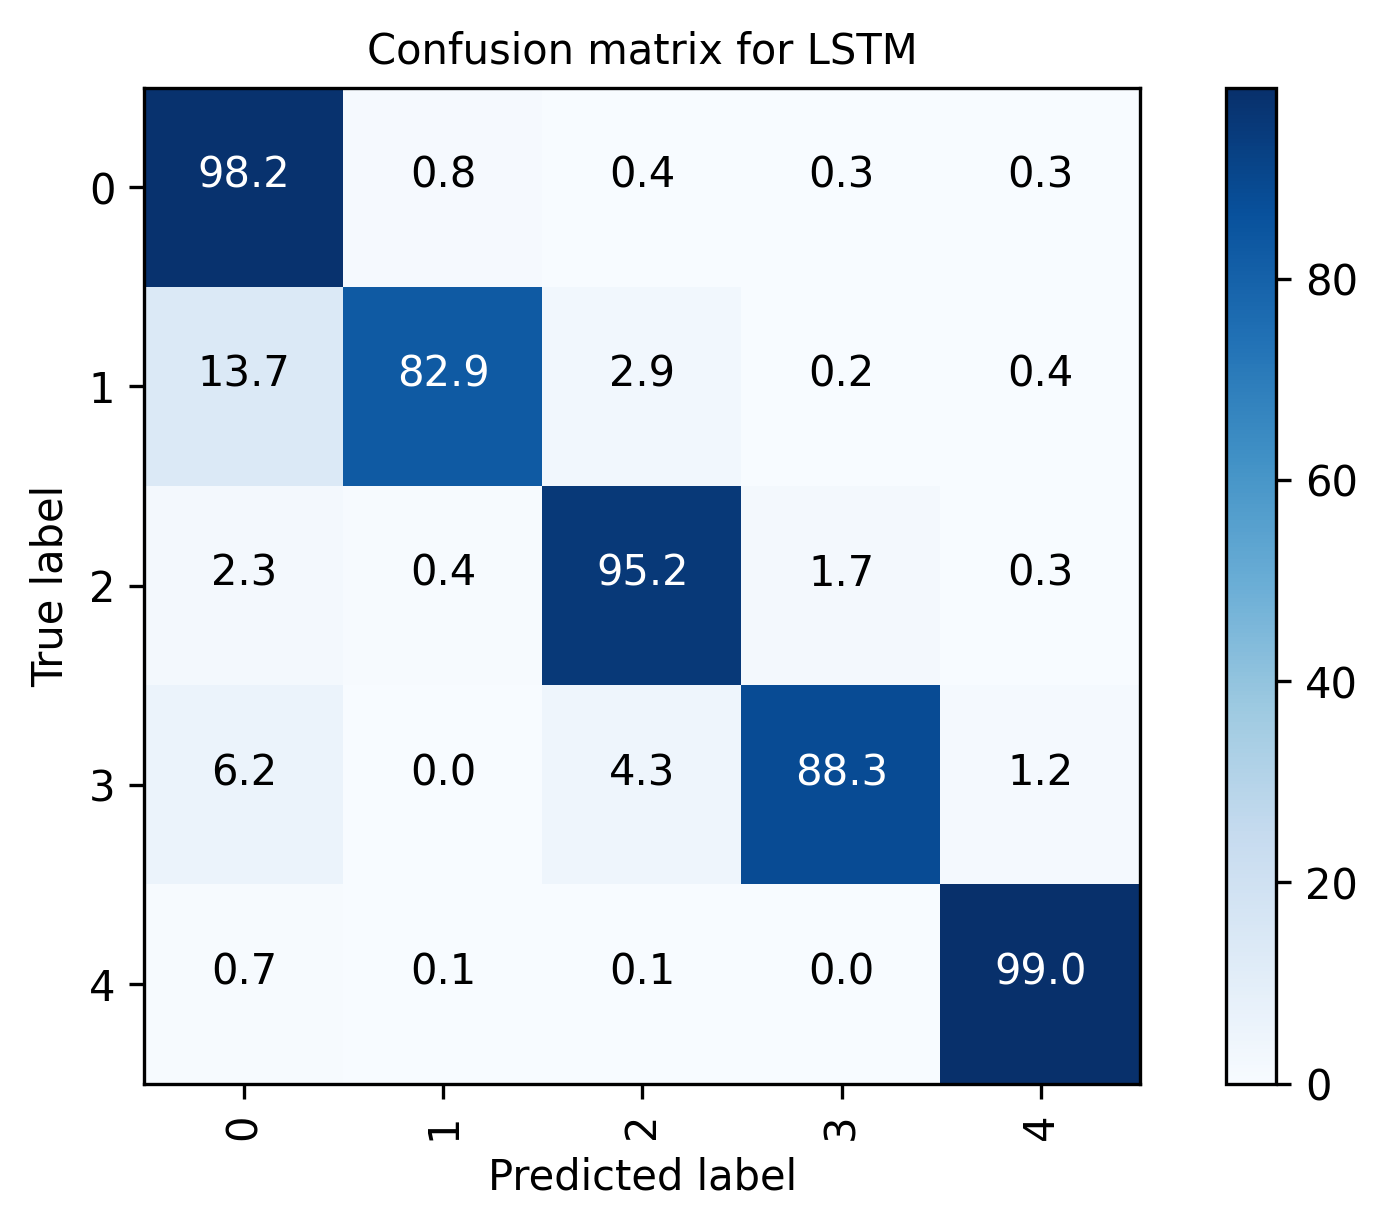 Confusion matrix for LSTM
0 98.2 0.8 0.4 0.3 0.3
1 13.7 82.9 2.9 0.2 0.4
2 2.3 0.4 95.2 1.7 0.3
3 6.2 0.0 4.3 88.3 1.2
4 0.7 0.1 0.1 0.0 99.0
0 1 2 3 4
True label
Predicted label
80
60
40
20
0